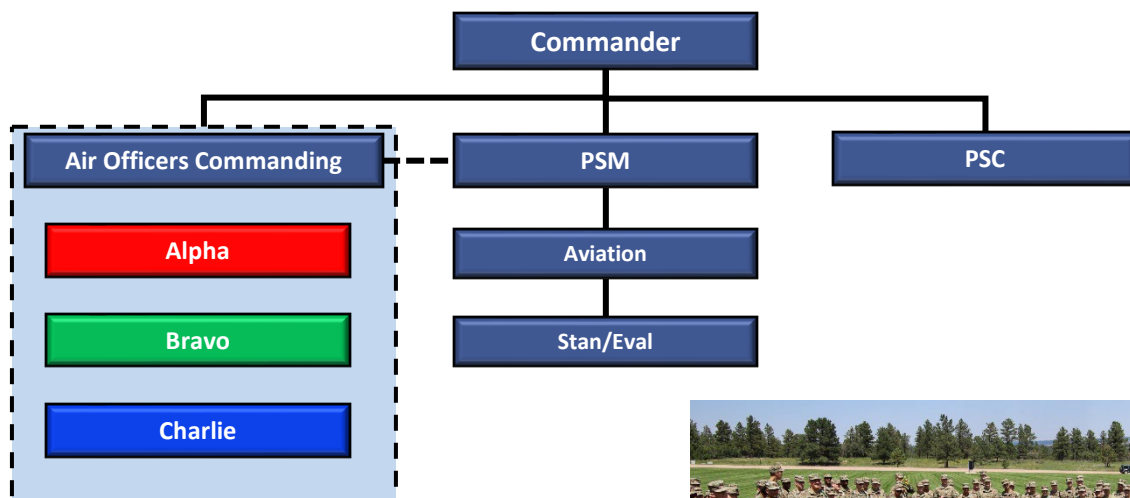 Commander
Air Officers Commanding
PSM
PSC
Alpha
Aviation
Bravo
Stan/Eval
Charlie